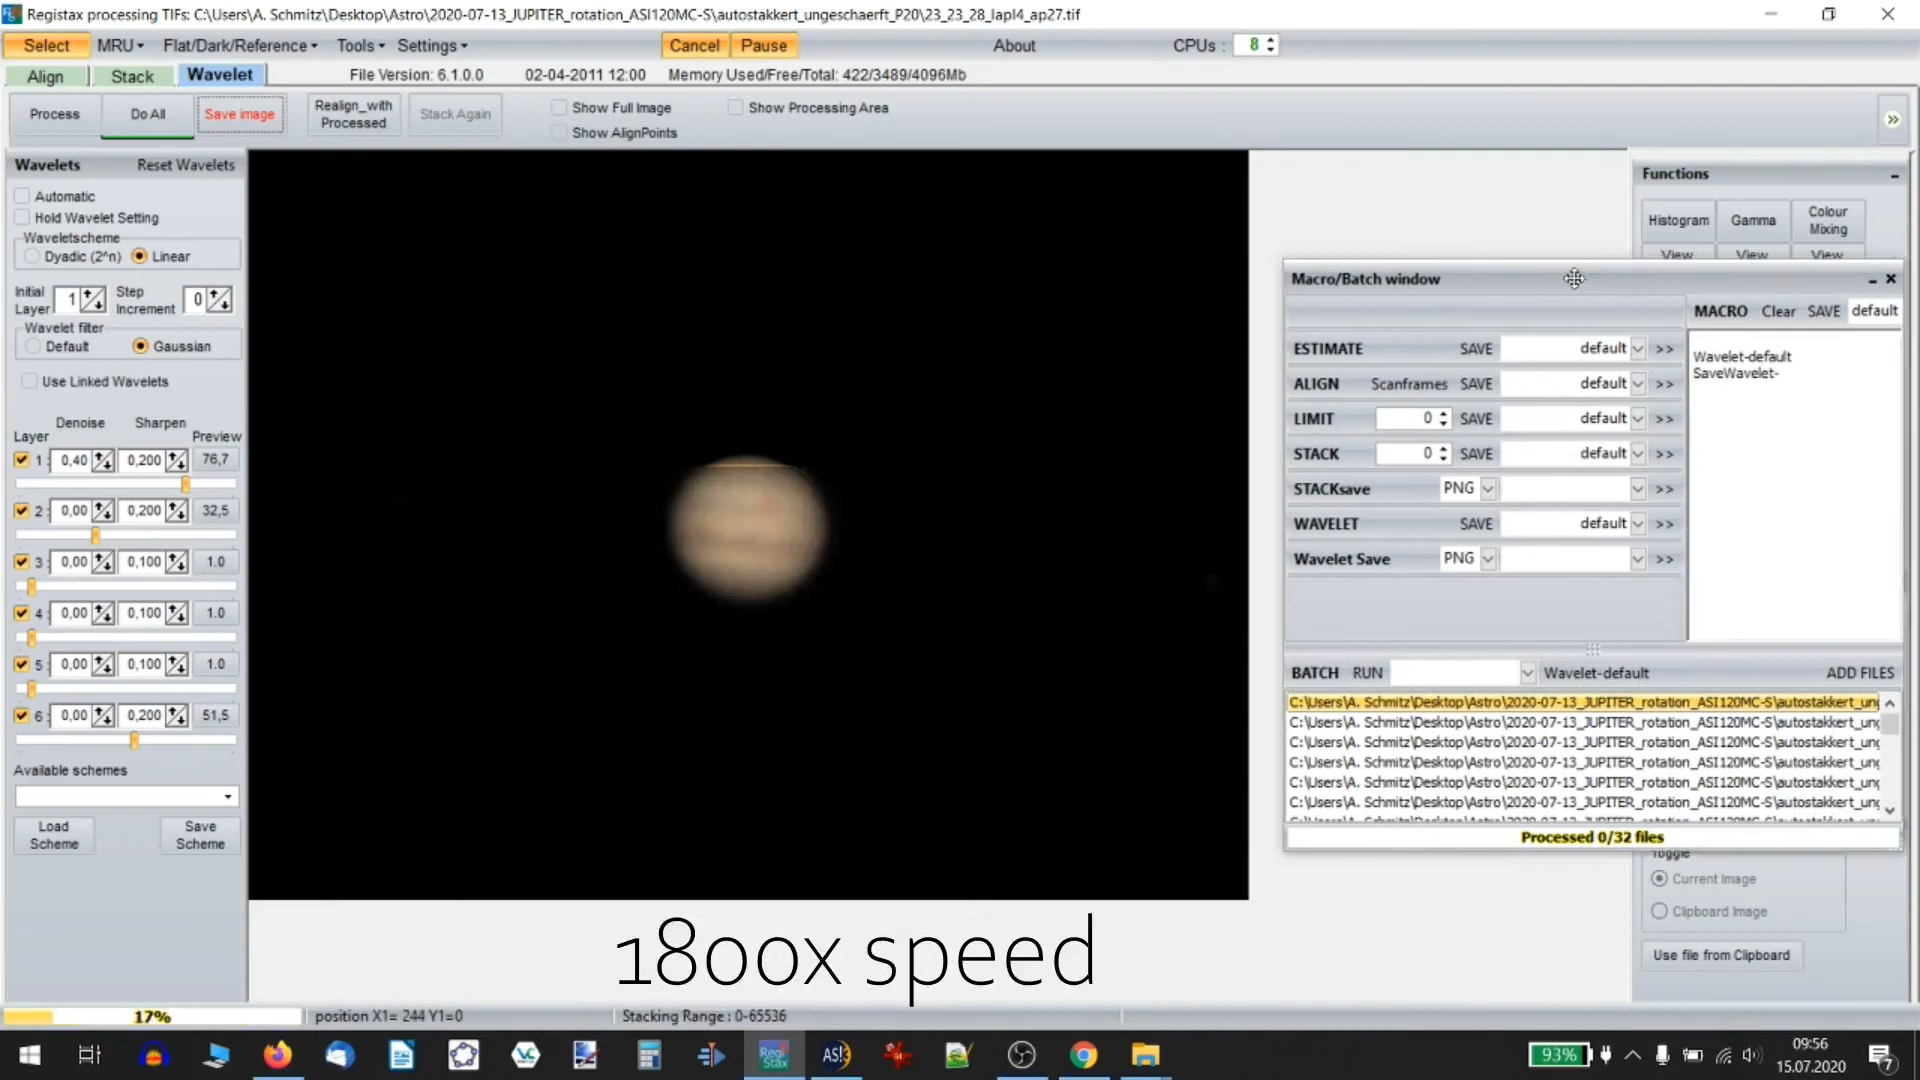 Registax processing TIFs: C:\Users\A. Schmitz\Desktop\Astro\2020-07-13_JUPITER_rotation_ASI120MC-S\autostakkert_ungeschaerft_P20\23_23_28_lapl4_ap27.tif
Select MRU Flat/Dark/Reference Tools Settings Cancel Pause About CPUs : 8
Align Stack Wavelet File Version: 6.1.0.0 02-04-2011 12:00 Memory Used/Free/Total: 422/3489/4096Mb
Process Do All Save image Realign_with Processed Stack Again
Show Full Image Show Processing Area
Show AlignPoints
Wavelets Reset Wavelets
Automatic
Hold Wavelet Setting
Waveletscheme
Dyadic (2^n) Linear
Initial Layer 1 Step Increment 0
Wavelet filter
Default Gaussian
Use Linked Wavelets
Denoise Sharpen
Layer Preview
1 : 0,40 0,200 76,7
2 : 0,00 0,200 32,5
3 : 0,00 0,100 1.0
4 : 0,00 0,100 1.0
5 : 0,00 0,100 1.0
6 : 0,00 0,200 51,5
Available schemes
Load Scheme Save Scheme
Functions
Histogram Gamma Colour Mixing
View View View
Macro/Batch window
MACRO Clear SAVE default
ESTIMATE SAVE default >>
ALIGN Scanframes SAVE default >>
LIMIT 0 SAVE default >>
STACK 0 SAVE default >>
STACKsave PNG >>
WAVELET SAVE default >>
Wavelet Save PNG >>
Wavelet-default
SaveWavelet-
BATCH RUN Wavelet-default ADD FILES
C:\Users\A. Schmitz\Desktop\Astro\2020-07-13_JUPITER_rotation_ASI120MC-S\autostakkert_ung
C:\Users\A. Schmitz\Desktop\Astro\2020-07-13_JUPITER_rotation_ASI120MC-S\autostakkert_ung
C:\Users\A. Schmitz\Desktop\Astro\2020-07-13_JUPITER_rotation_ASI120MC-S\autostakkert_ung
C:\Users\A. Schmitz\Desktop\Astro\2020-07-13_JUPITER_rotation_ASI120MC-S\autostakkert_ung
C:\Users\A. Schmitz\Desktop\Astro\2020-07-13_JUPITER_rotation_ASI120MC-S\autostakkert_ung
C:\Users\A. Schmitz\Desktop\Astro\2020-07-13_JUPITER_rotation_ASI120MC-S\autostakkert_ung
Processed 0/32 files
Toggle
Current Image
Clipboard Image
Use file from Clipboard
1800x speed
17% position X1= 244 Y1=0 Stacking Range : 0-65536
Regi Stax ASI 93% 09:56
15.07.2020 7